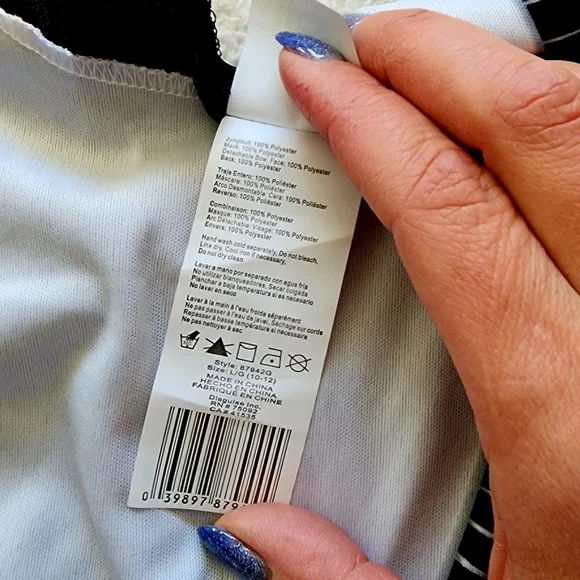 Jumpsuit: 100% Polyester
Mask: 100% Polyester
Detachable Bow, Face: 100% Polyester
Back: 100% Polyester
Traje Entero: 100% Poliéster
Máscara: 100% Poliéster
Arco Desmontable, Cara: 100% Poliéster
Reverso: 100% Poliéster
Combinaison: 100% Polyester
Masque: 100% Polyester
Arc Détachable, Visage: 100% Polyester
Envers: 100% Polyester
Hand wash cold separately, Do not bleach,
Line dry, Cool iron if necessary,
Do not dry clean
Lavar a mano por separado con agua fria
No utilizar blanqueadores, Secar colgada
Planchar a baja temperatura si es necesario
No lavar en seco
Laver à la main à l'eau froide séparément
Ne pas passer à l'eau de javel, Séchage sur corde
Repasser à basse température si nécessaire
Ne pas nettoyer à sec
Style: 87942G
Size: L/G (10-12)
MADE IN CHINA
HECHO EN CHINA
FABRIQUÉ EN CHINE
Disguise Inc.
RN# 75092
CA# 41535
0 39897 879